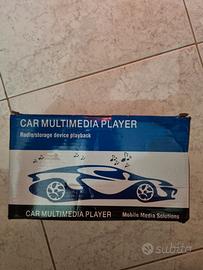 CAR MULTIMEDIA PLAYER
Radio/storage device playback
CAR MULTIMEDIA PLAYER
Mobile Media Solutions
subito